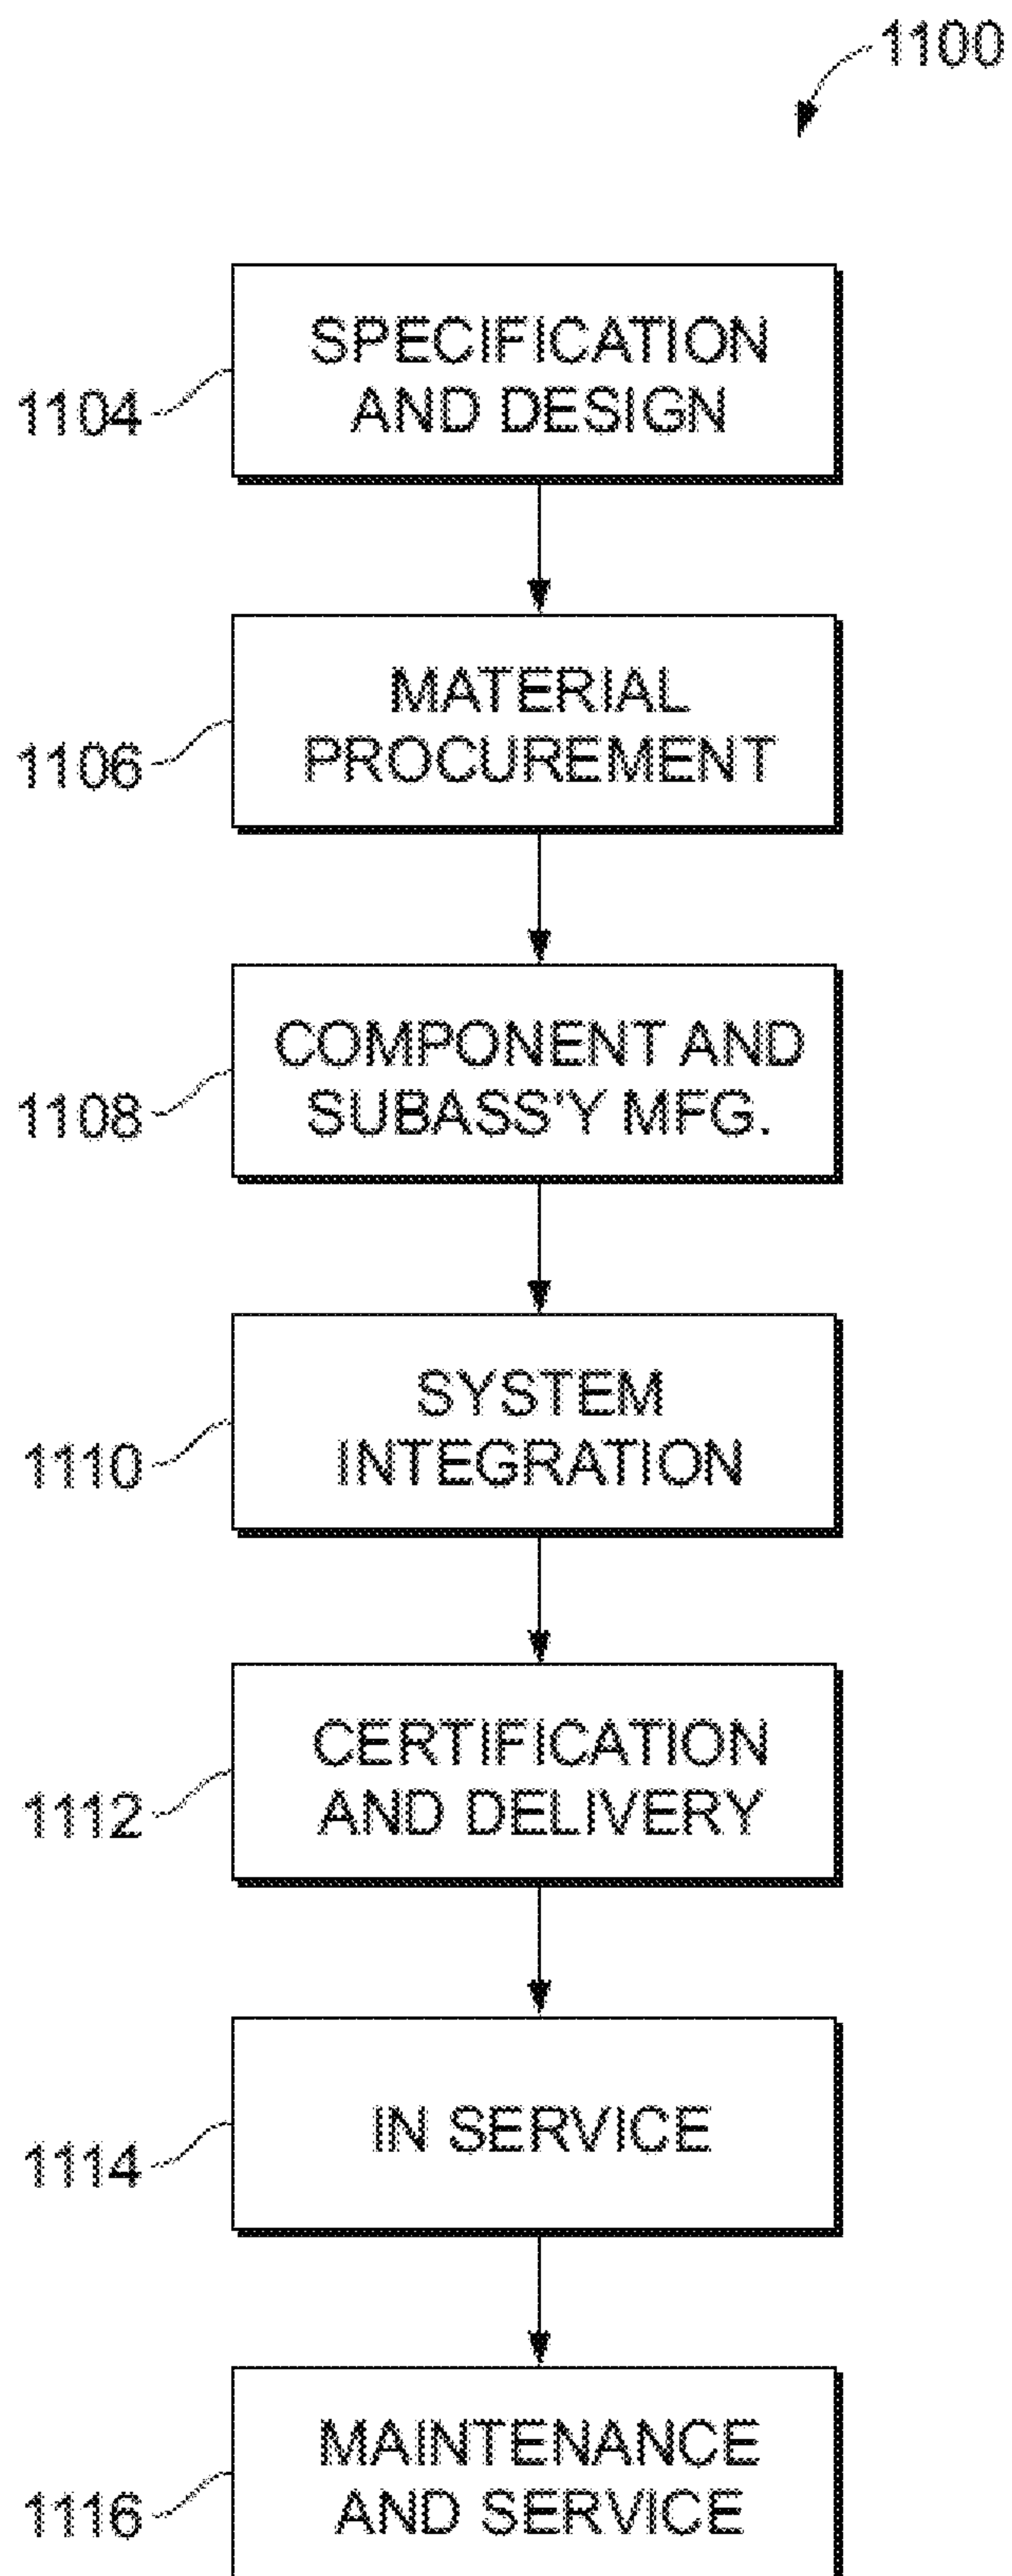 1100
SPECIFICATION
AND DESIGN
1104
MATERIAL
PROCUREMENT
1106
COMPONENT AND
SUBASS'Y MFG.
1108
SYSTEM
INTEGRATION
1110
CERTIFICATION
AND DELIVERY
1112
IN SERVICE
1114
MAINTENANCE
AND SERVICE
1116